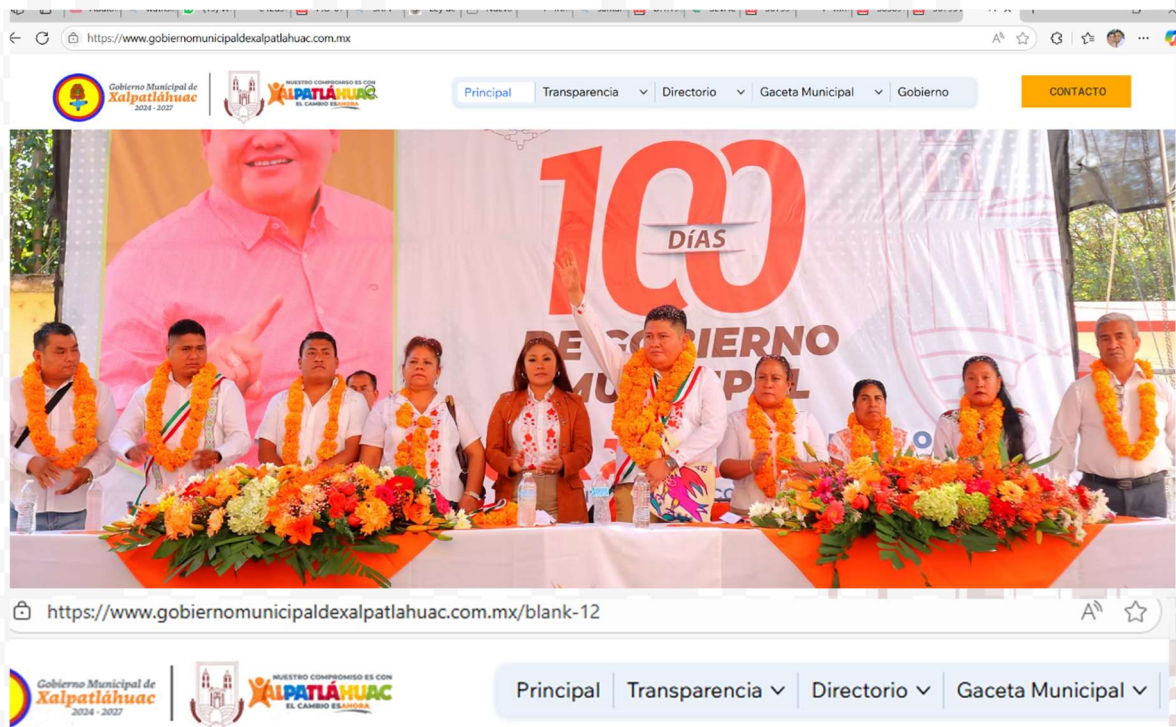 https://www.gobiernomunicipaldexalpatlahuac.com.mx
Gobierno Municipal de
Xalpatláhuac
2024 - 2027
NUESTRO COMPROMISO ES CON
XALPATLÁHUAC
EL CAMBIO ES AHORA
Principal Transparencia Directorio Gaceta Municipal Gobierno
CONTACTO
100
DíAS
DE GOBIERNO
https://www.gobiernomunicipaldexalpatlahuac.com.mx/blank-12
Gobierno Municipal de
Xalpatláhuac
2024 - 2027
NUESTRO COMPROMISO ES CON
XALPATLÁHUAC
EL CAMBIO ES AHORA
Principal Transparencia Directorio Gaceta Municipal